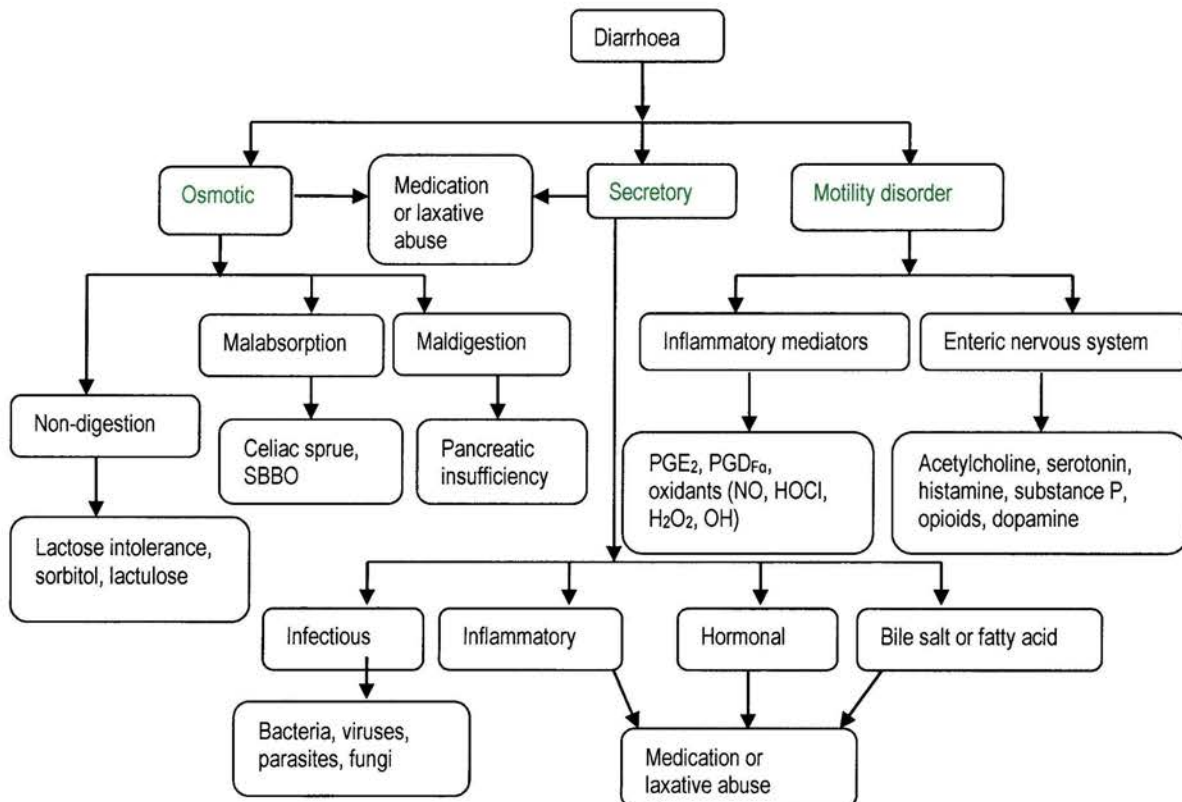 Diarrhoea
Osmotic
Medication
or laxative
abuse
Secretory
Motility disorder
Malabsorption
Maldigestion
Inflammatory mediators
Enteric nervous system
Non-digestion
Celiac sprue,
SBBO
Pancreatic
insufficiency
PGE₂, PGD_Fα,
oxidants (NO, HOCl,
H₂O₂, OH)
Acetylcholine, serotonin,
histamine, substance P,
opioids, dopamine
Lactose intolerance,
sorbitol, lactulose
Infectious
Inflammatory
Hormonal
Bile salt or fatty acid
Bacteria, viruses,
parasites, fungi
Medication or
laxative abuse